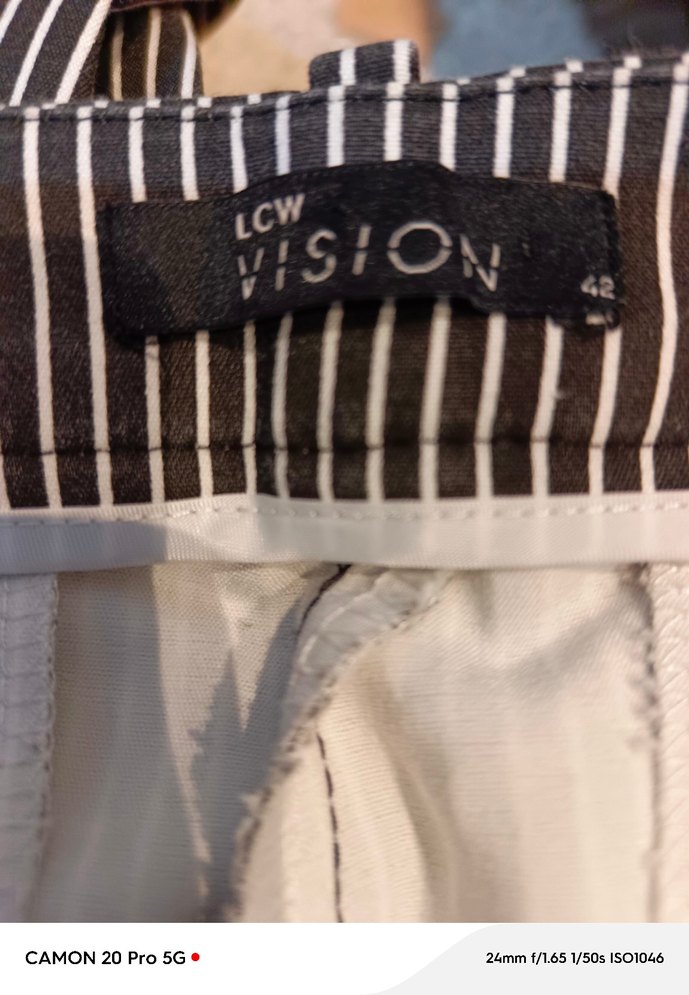 LCW
VISION
42
CAMON 20 Pro 5G
24mm f/1.65 1/50s ISO1046